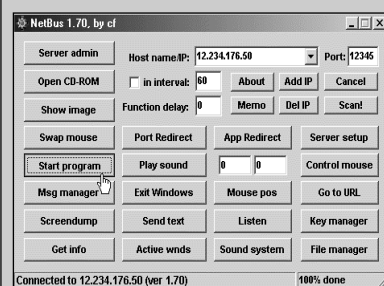 NetBus 1.70, by cf
Server admin
Host name/IP: 12.234.176.50 Port: 12345
Open CD-ROM
in interval: 60 About Add IP Cancel
Show image
Function delay: 0 Memo Del IP Scan!
Swap mouse Port Redirect App Redirect Server setup
Start program Play sound 0 0 Control mouse
Msg manager Exit Windows Mouse pos Go to URL
Screendump Send text Listen Key manager
Get info Active wnds Sound system File manager
Connected to 12.234.176.50 (ver 1.70) 100% done